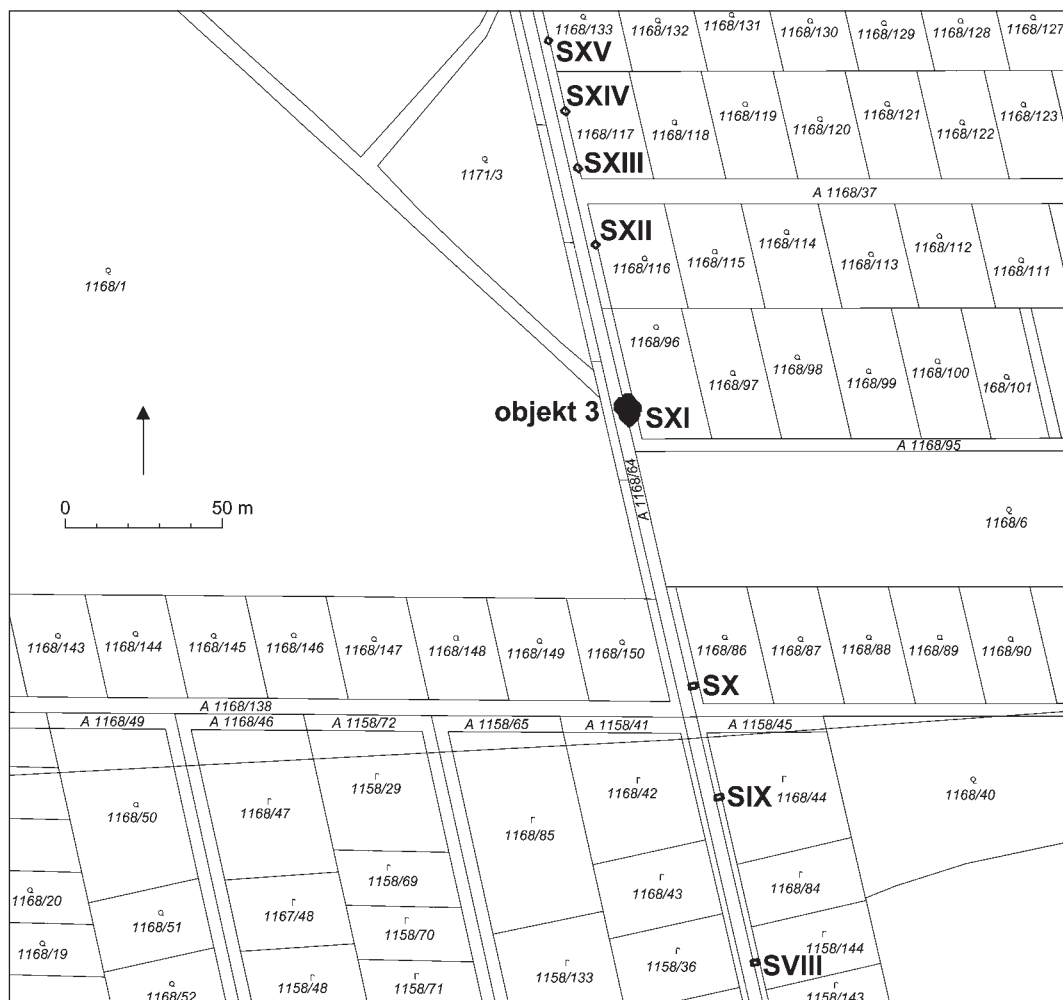 1168/133 1168/132 1168/131 1168/130 1168/129 1168/128 1168/127
SXV
SXIV
1168/117 1168/118 1168/119 1168/120 1168/121 1168/122 1168/123
SXIII
1171/3
A 1168/37
SXII
1168/116 1168/115 1168/114 1168/113 1168/112 1168/111
1168/1
1168/96 1168/97 1168/98 1168/99 1168/100 168/101
objekt 3 SXI
A 1168/95
A 1168/64
0 50 m
1168/6
1168/143 1168/144 1168/145 1168/146 1168/147 1168/148 1168/149 1168/150 1168/86 1168/87 1168/88 1168/89 1168/90
SX
A 1168/138
A 1168/49 A 1168/46 A 1158/72 A 1158/65 A 1158/41 A 1158/45
1168/50 1168/47 1158/29 1168/85 1168/42 SIX 1168/44 1168/40
1158/69
1168/20 1168/51 1167/48 1168/43 1168/84
1158/70
1168/19 1158/133 1158/36 SVIII 1158/144
1168/52 1158/48 1158/71 1158/143